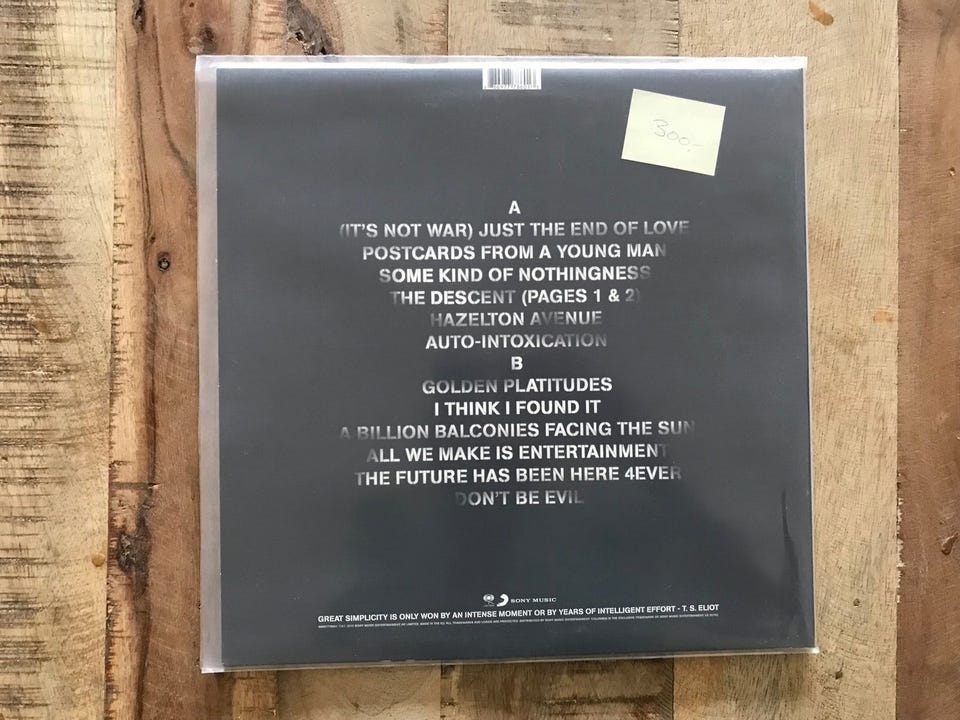 300,-
A
(IT'S NOT WAR) JUST THE END OF LOVE
POSTCARDS FROM A YOUNG MAN
SOME KIND OF NOTHINGNESS
THE DESCENT (PAGES 1 & 2)
HAZELTON AVENUE
AUTO-INTOXICATION
B
GOLDEN PLATITUDES
I THINK I FOUND IT
A BILLION BALCONIES FACING THE SUN
ALL WE MAKE IS ENTERTAINMENT
THE FUTURE HAS BEEN HERE 4EVER
DON'T BE EVIL
SONY MUSIC
GREAT SIMPLICITY IS ONLY WON BY AN INTENSE MOMENT OR BY YEARS OF INTELLIGENT EFFORT - T. S. ELIOT